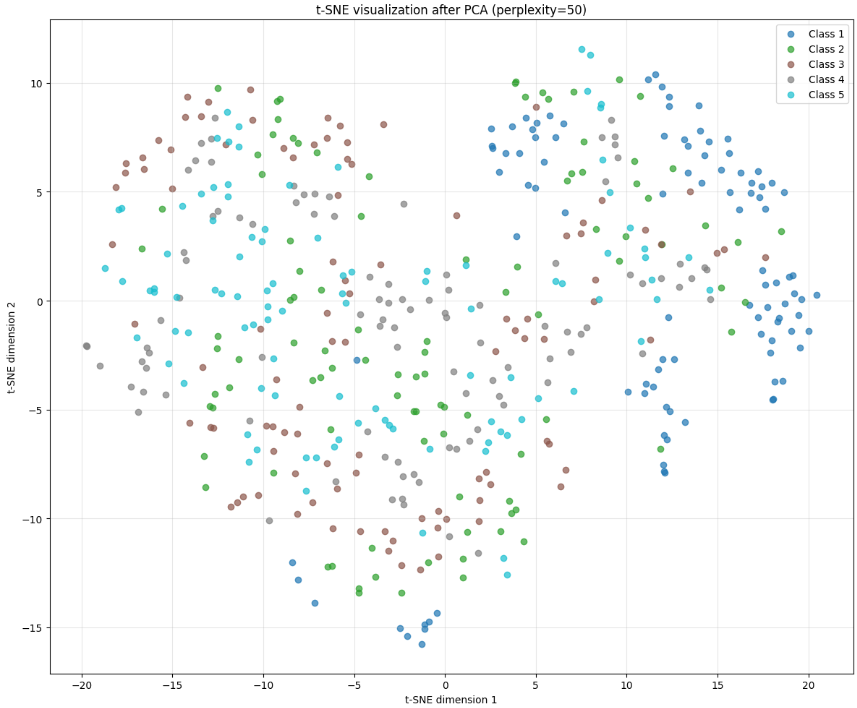 t-SNE visualization after PCA (perplexity=50)
Class 1
Class 2
Class 3
Class 4
Class 5
t-SNE dimension 2
10
5
0
−5
−10
−15
−20
−15
−10
−5
0
5
10
15
20
t-SNE dimension 1